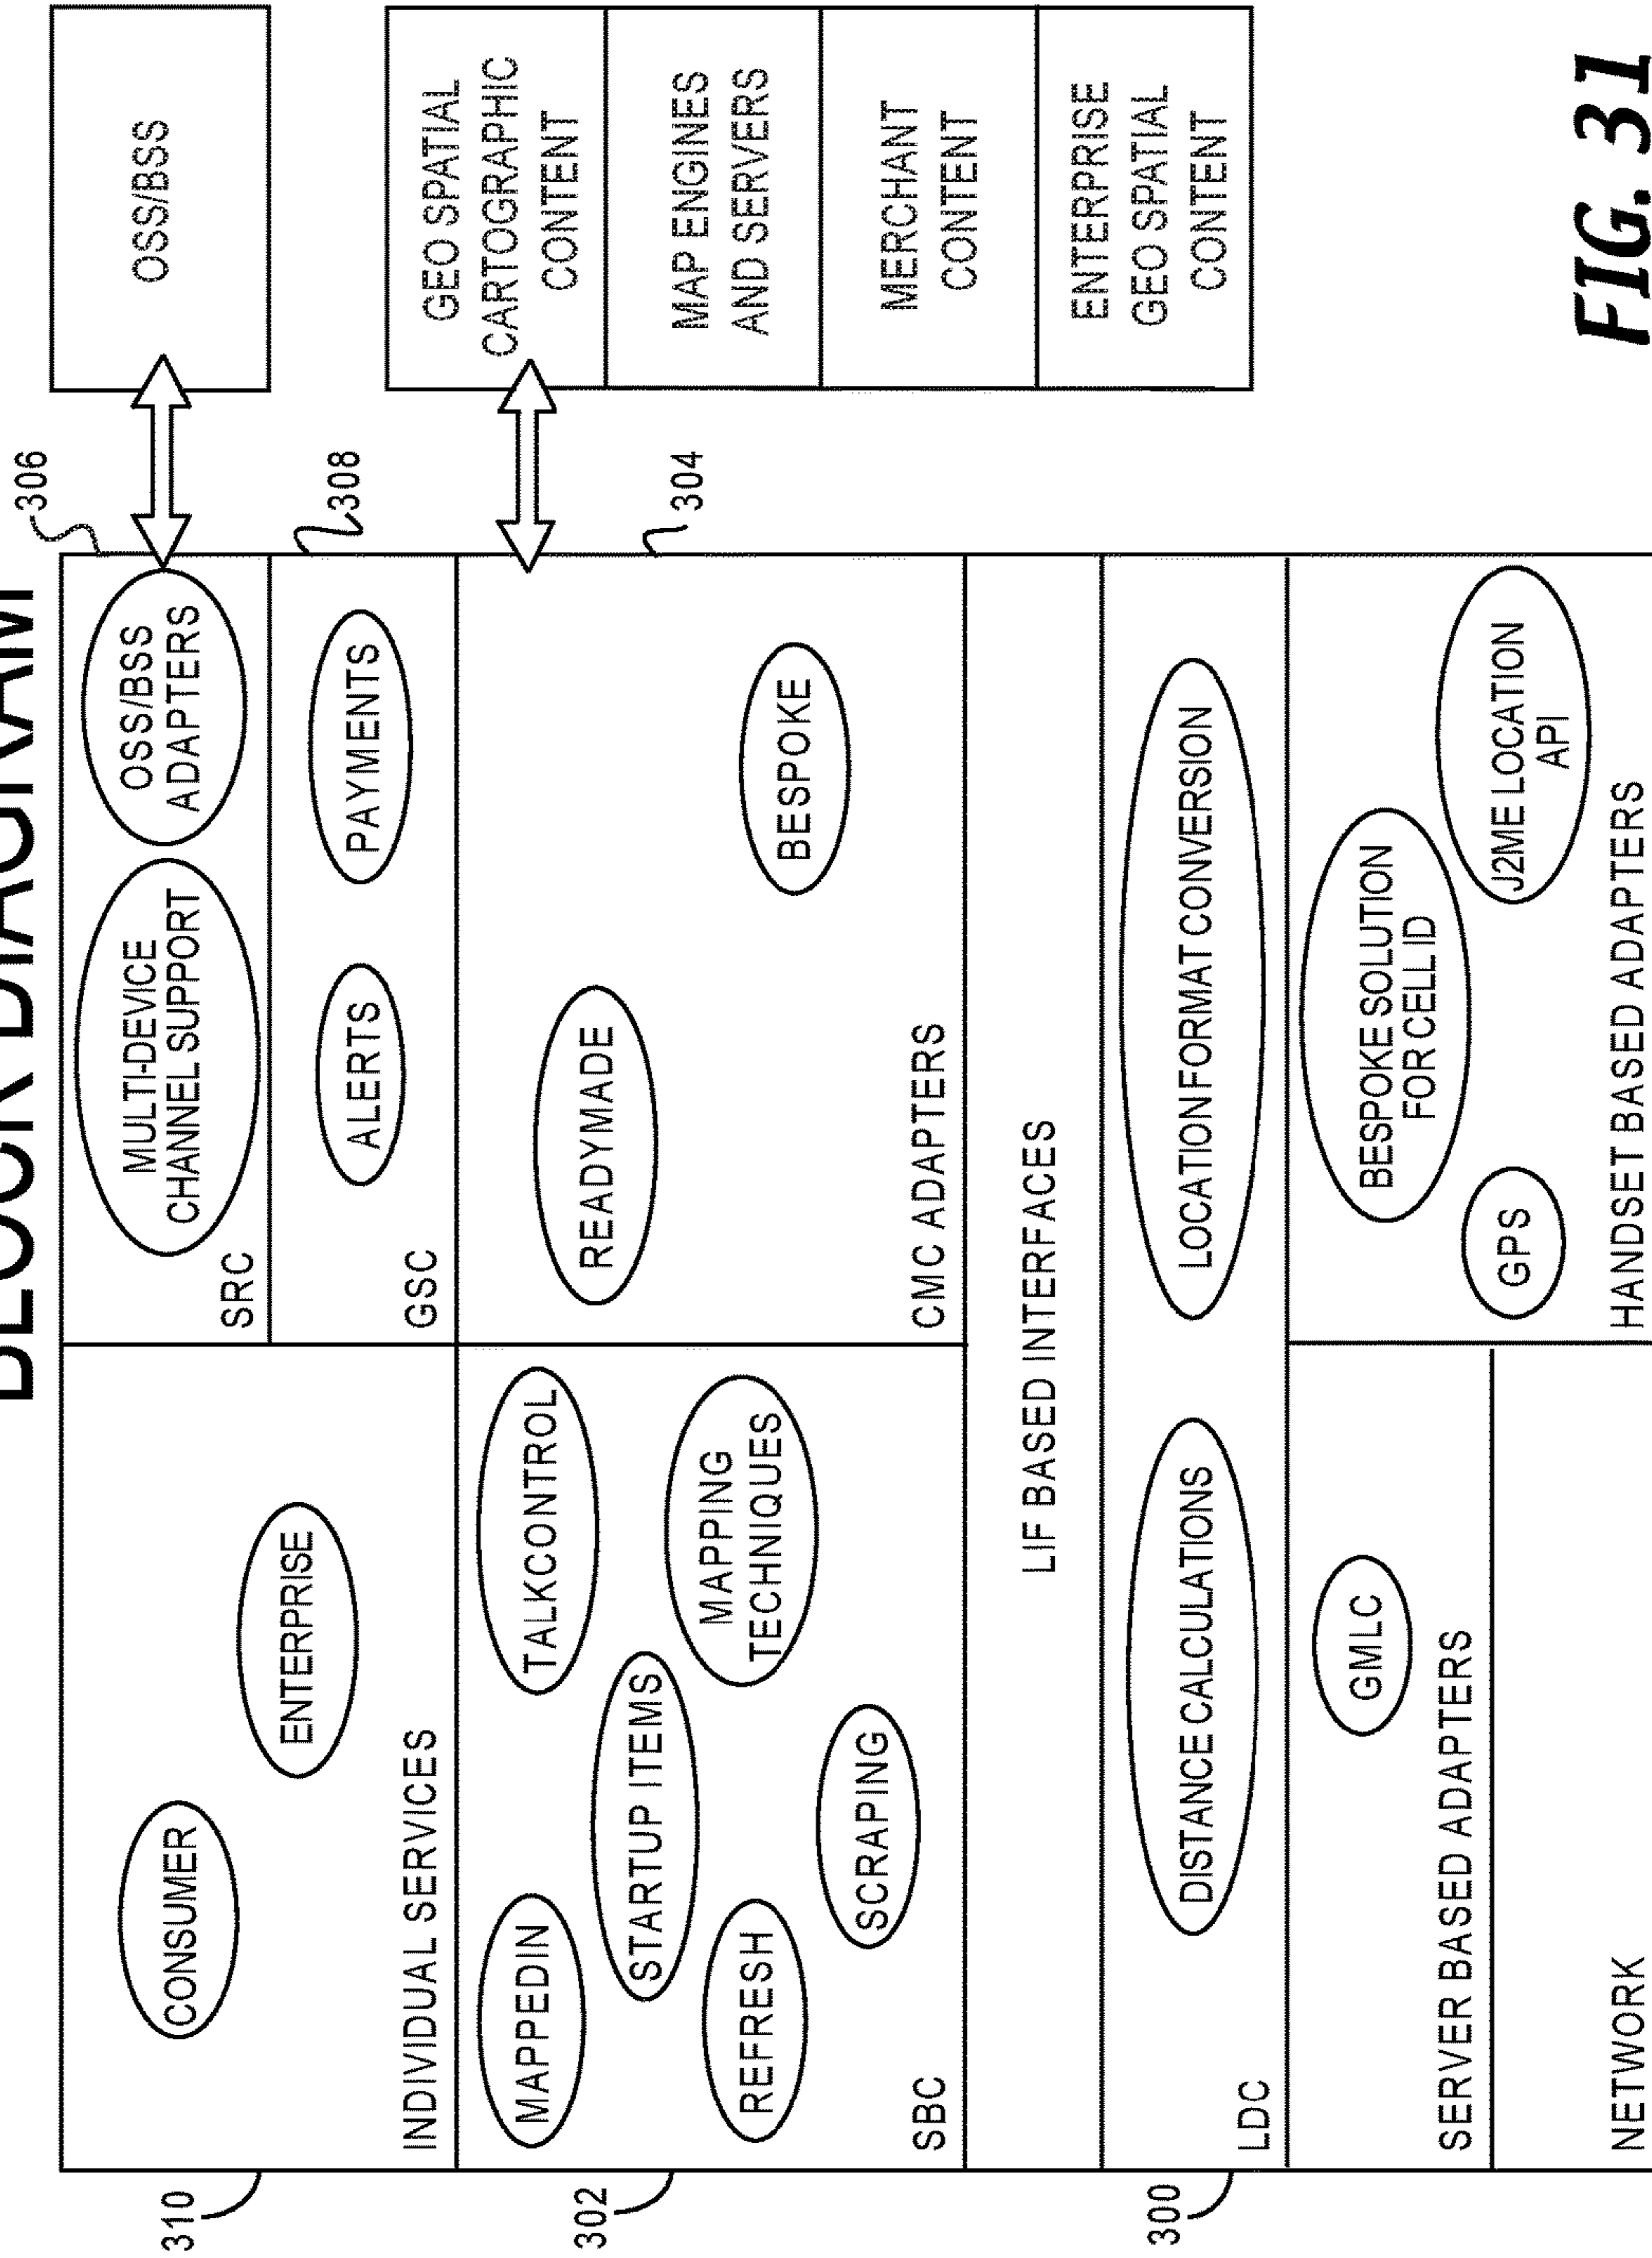 BLOCK DIAGRAM
310
CONSUMER
ENTERPRISE
INDIVIDUAL SERVICES
306
MULTI-DEVICE
CHANNEL SUPPORT
OSS/BSS
ADAPTERS
SRC
OSS/BSS
308
ALERTS
PAYMENTS
GSC
302
MAPPEDIN
TALKCONTROL
STARTUP ITEMS
REFRESH
MAPPING
TECHNIQUES
SCRAPING
SBC
304
READYMADE
BESPOKE
CMC ADAPTERS
GEO SPATIAL
CARTOGRAPHIC
CONTENT
MAP ENGINES
AND SERVERS
MERCHANT
CONTENT
ENTERPRISE
GEO SPATIAL
CONTENT
LIF BASED INTERFACES
300
DISTANCE CALCULATIONS
LOCATION FORMAT CONVERSION
LDC
GMLC
SERVER BASED ADAPTERS
NETWORK
BESPOKE SOLUTION
FOR CELL ID
GPS
J2ME LOCATION
API
HANDSET BASED ADAPTERS
FIG. 31